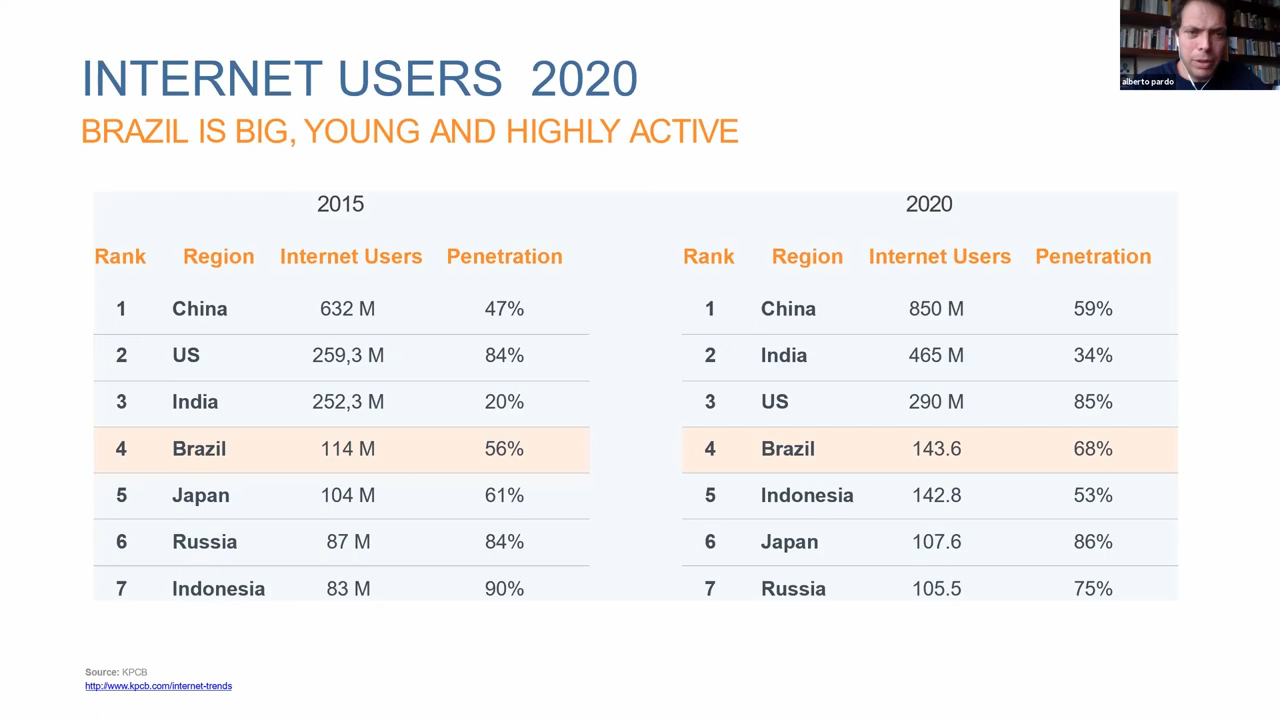 alberto pardo
INTERNET USERS 2020
BRAZIL IS BIG, YOUNG AND HIGHLY ACTIVE
2015
Rank Region Internet Users Penetration
1 China 632 M 47%
2 US 259,3 M 84%
3 India 252,3 M 20%
4 Brazil 114 M 56%
5 Japan 104 M 61%
6 Russia 87 M 84%
7 Indonesia 83 M 90%
2020
Rank Region Internet Users Penetration
1 China 850 M 59%
2 India 465 M 34%
3 US 290 M 85%
4 Brazil 143.6 68%
5 Indonesia 142.8 53%
6 Japan 107.6 86%
7 Russia 105.5 75%
Source: KPCB
http://www.kpcb.com/internet-trends